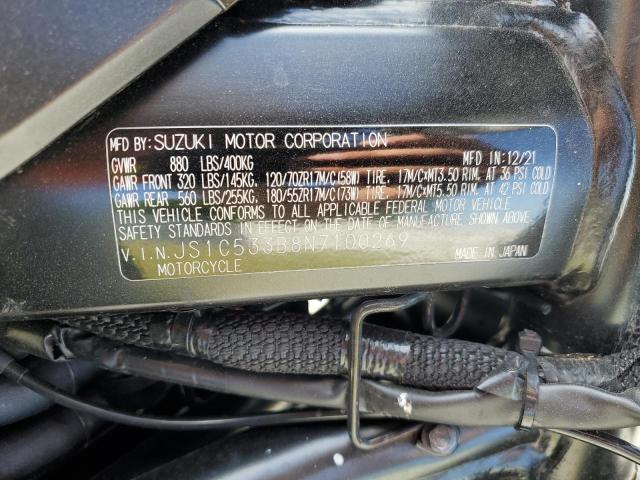 MFD BY: SUZUKI MOTOR CORPORATION
GVWR 880 LBS/400KG MFD IN: 12/21
GAWR FRONT 320 LBS/145KG, 120/70ZR17M/C(58W) TIRE, 17M/C×MT3.50 RIM. AT 36 PSI COLD
GAWR REAR 560 LBS/255KG, 180/55ZR17M/C(73W) TIRE, 17M/C×MT5.50 RIM. AT 42 PSI COLD
THIS VEHICLE CONFORMS TO ALL APPLICABLE FEDERAL MOTOR VEHICLE
SAFETY STANDARDS IN EFFECT ON THE DATE OF MANUFACTURE SHOWN ABOVE.
V.I.N. JS1C533B8N7100269 MADE IN JAPAN
MOTORCYCLE